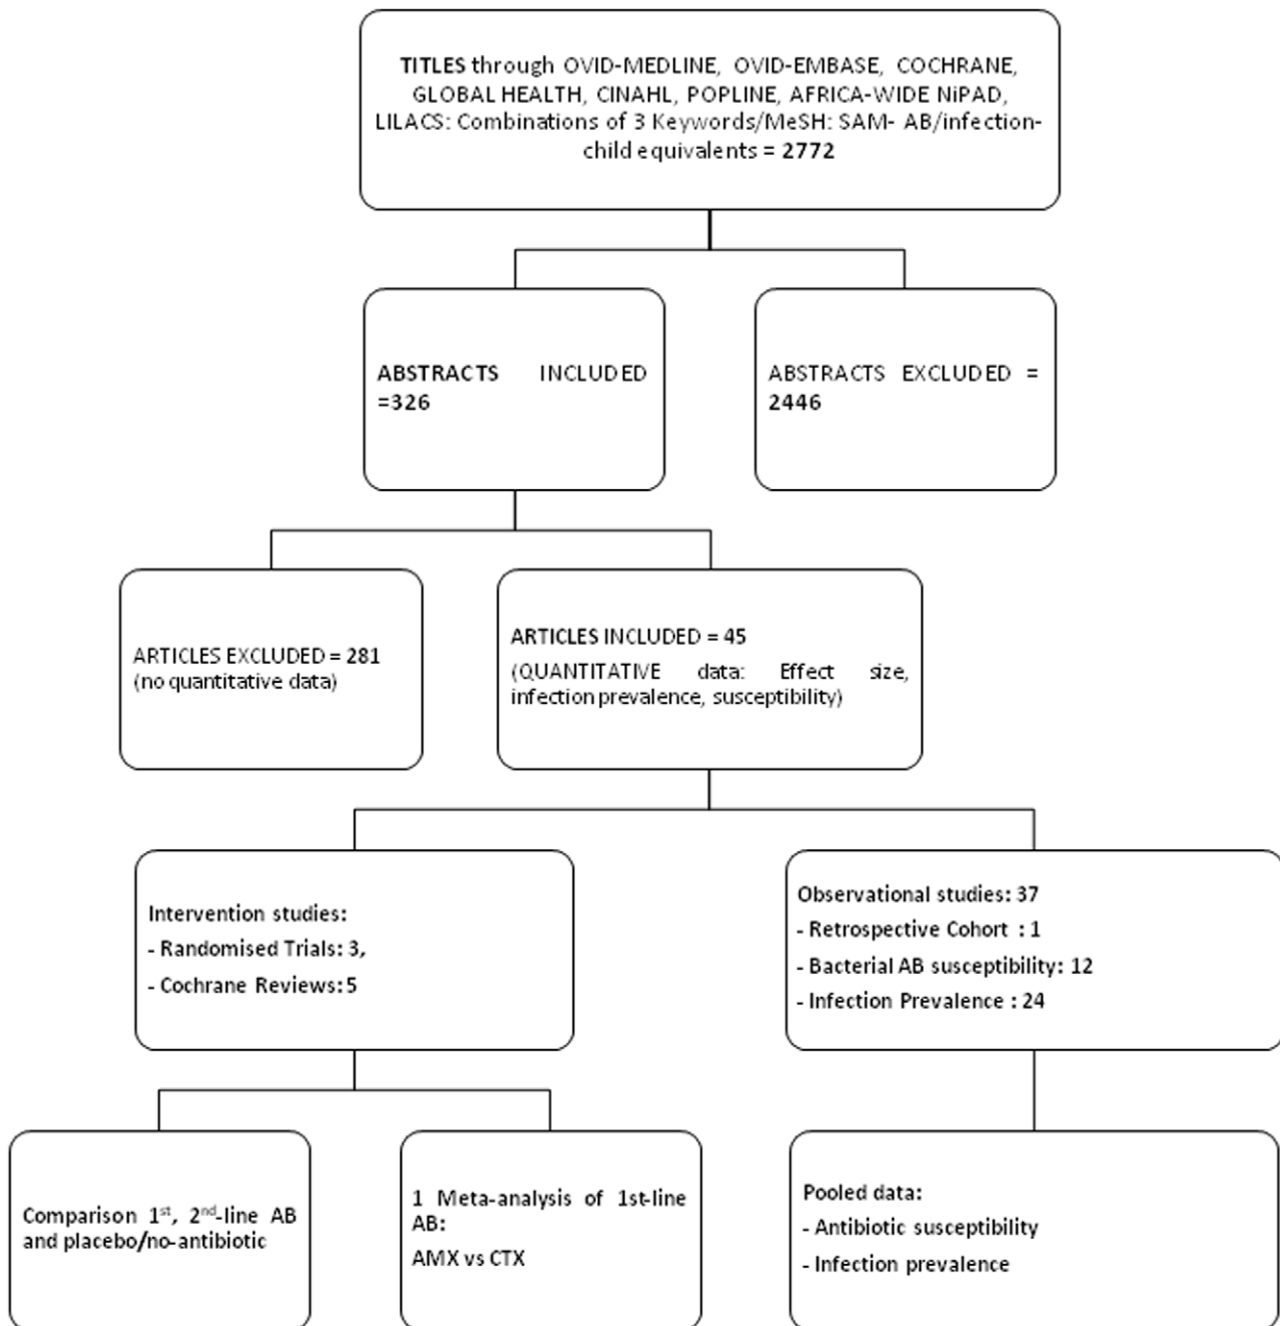 TITLES through OVID-MEDLINE, OVID-EMBASE, COCHRANE,
GLOBAL HEALTH, CINAHL, POPLINE, AFRICA-WIDE NiPAD,
LILACS: Combinations of 3 Keywords/MeSH: SAM- AB/infection-
child equivalents = 2772
ABSTRACTS INCLUDED
=326
ABSTRACTS EXCLUDED =
2446
ARTICLES EXCLUDED = 281
(no quantitative data)
ARTICLES INCLUDED = 45
(QUANTITATIVE data: Effect size,
infection prevalence, susceptibility)
Intervention studies:
- Randomised Trials: 3,
- Cochrane Reviews: 5
Observational studies: 37
- Retrospective Cohort : 1
- Bacterial AB susceptibility: 12
- Infection Prevalence : 24
Comparison 1st, 2nd-line AB
and placebo/no-antibiotic
1 Meta-analysis of 1st-line
AB:
AMX vs CTX
Pooled data:
- Antibiotic susceptibility
- Infection prevalence